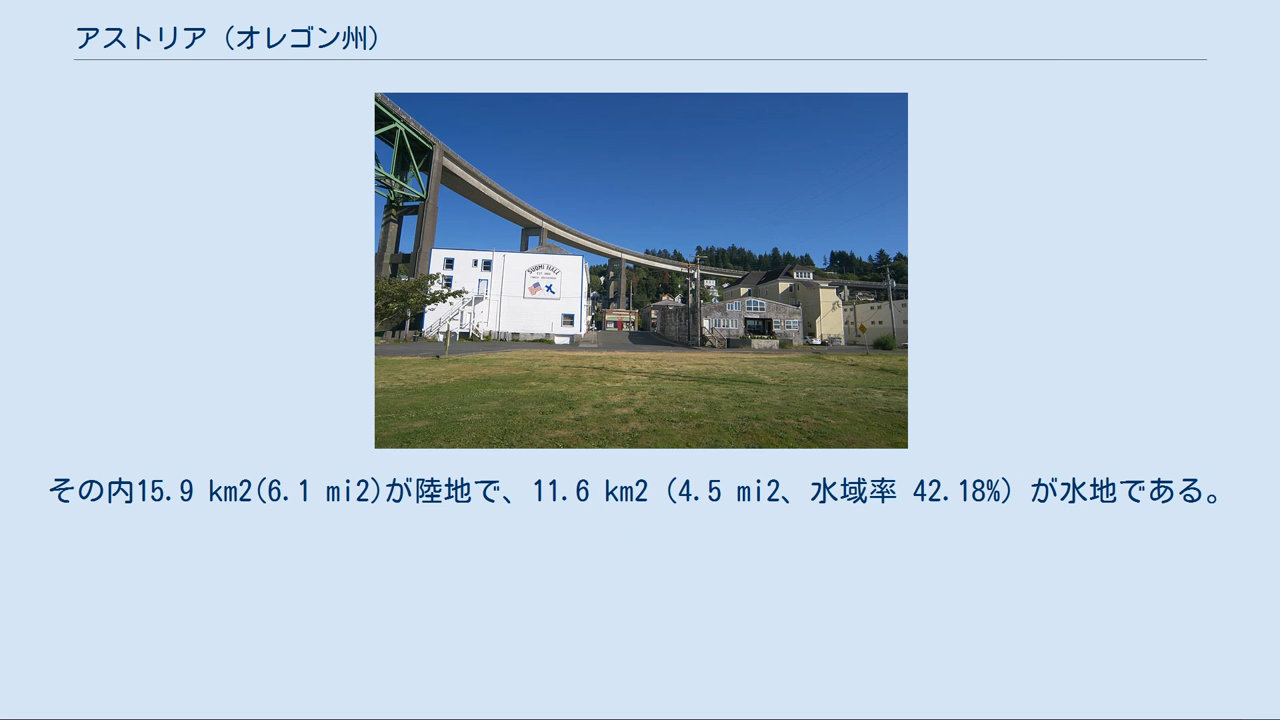 アストリア（オレゴン州）
SUOMI HALL
その内15.9 km2(6.1 mi2)が陸地で、11.6 km2（4.5 mi2、水域率 42.18%）が水地である。